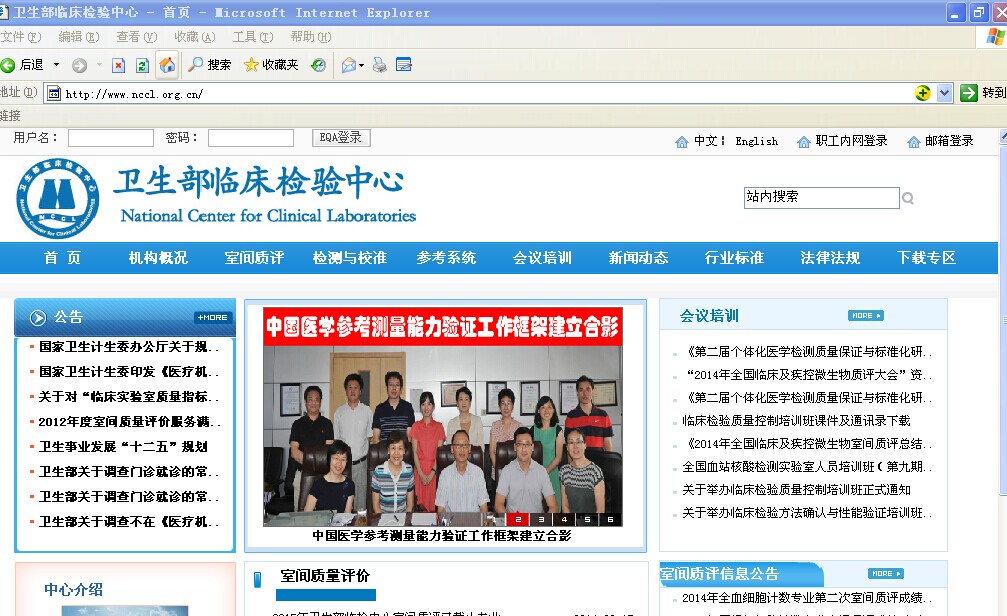 卫生部临床检验中心 - 首页 - Microsoft Internet Explorer
文件(F) 编辑(E) 查看(V) 收藏(A) 工具(T) 帮助(H)
后退 搜索 收藏夹
地址(D) http://www.nccl.org.cn/ 转到
链接
用户名： 密码： EQA登录 中文¦ English 职工内网登录 邮箱登录
卫生部临床检验中心
National Center for Clinical Laboratories
NCCL
站内搜索
首 页 机构概况 室间质评 检测与校准 参考系统 会议培训 新闻动态 行业标准 法律法规 下载专区
公告 +MORE
国家卫生计生委办公厅关于规..
国家卫生计生委印发《医疗机..
关于对“临床实验室质量指标..
2012年度室间质量评价服务满..
卫生事业发展“十二五”规划
卫生部关于调查门诊就诊的常..
卫生部关于调查门诊就诊的常..
卫生部关于调查不在《医疗机..
中国医学参考测量能力验证工作框架建立合影
1 2 3 4 5 6
中国医学参考测量能力验证工作框架建立合影
会议培训 MORE
《第二届个体化医学检测质量保证与标准化研..
“2014年全国临床及疾控微生物质评大会”资..
《第二届个体化医学检测质量保证与标准化研..
临床检验质量控制培训班课件及通讯录下载
《2014年全国临床及疾控微生物室间质评总结..
全国血站核酸检测实验室人员培训班(第九期..
关于举办临床检验质量控制培训班正式通知
关于举办临床检验方法确认与性能验证培训班..
中心介绍
室间质量评价
室间质评信息公告 MORE
2014年全血细胞计数专业第二次室间质评成绩..